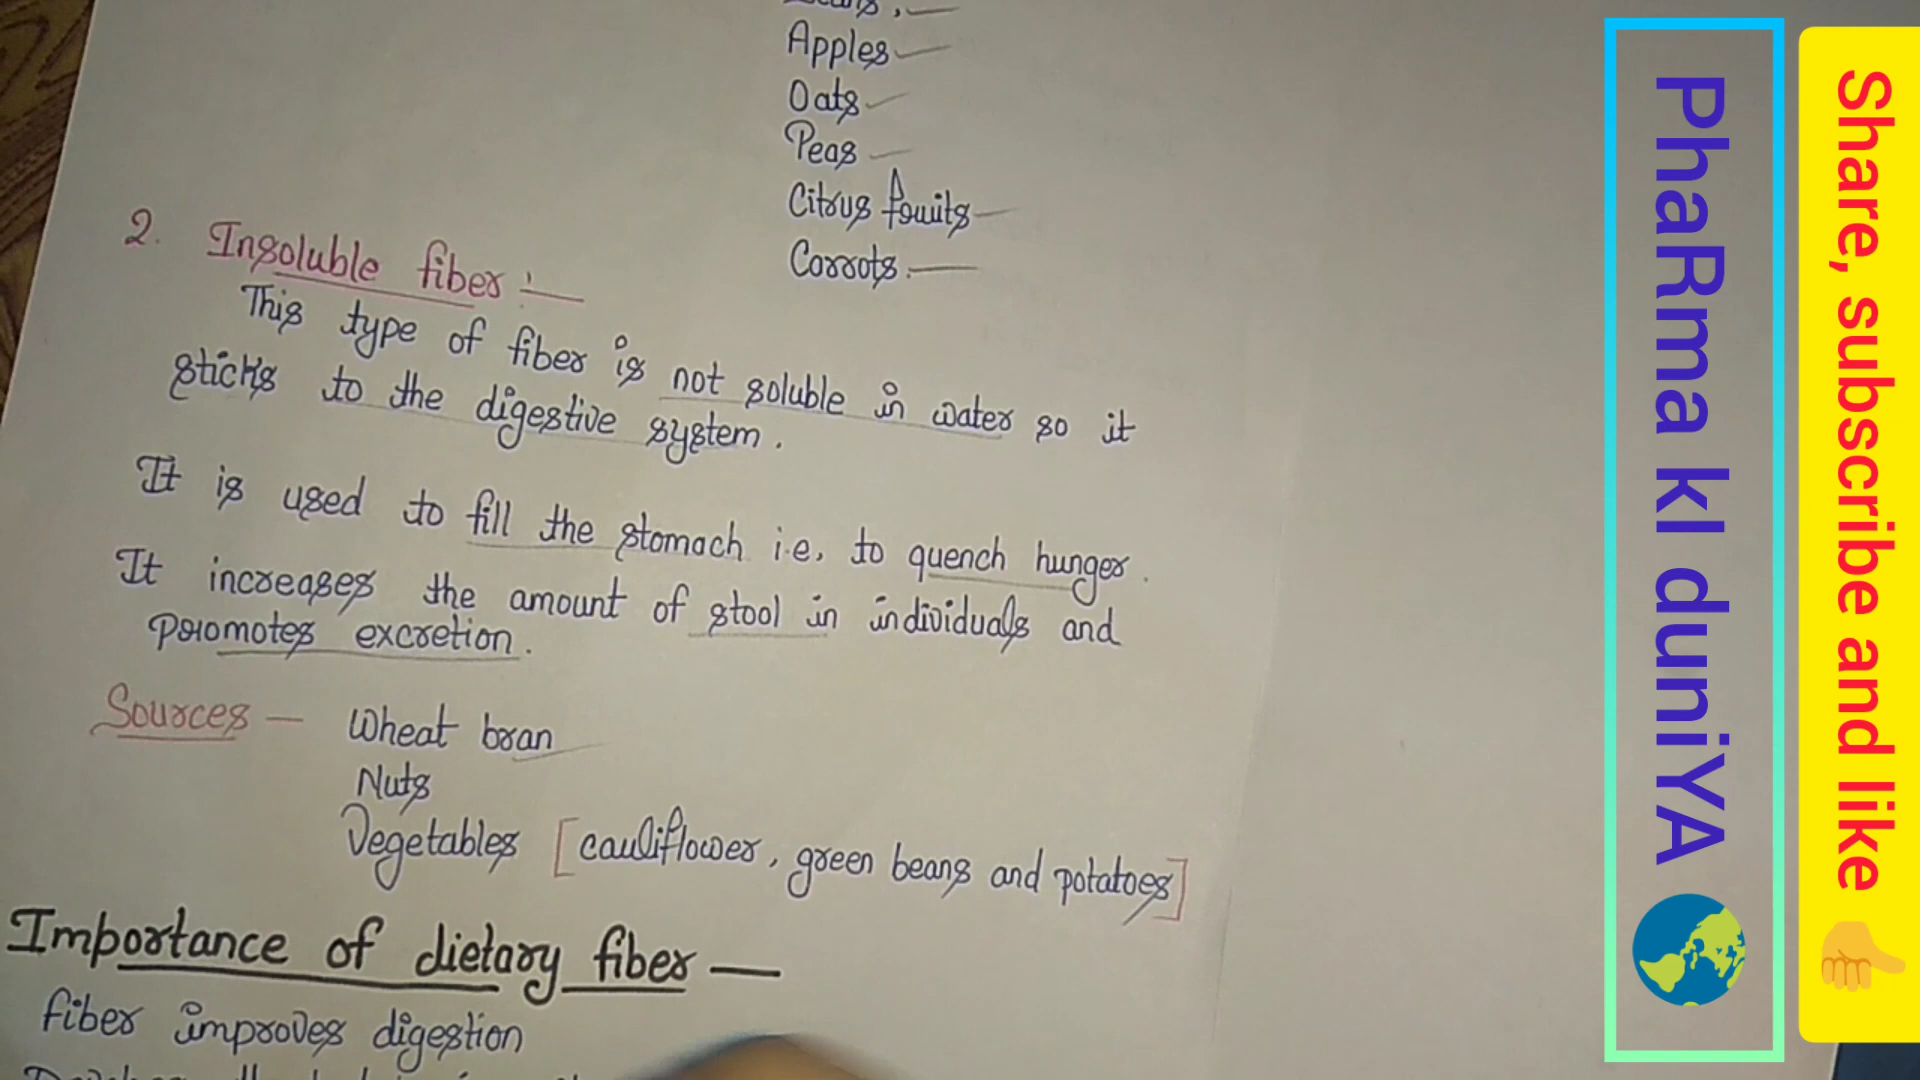 Apples
Oats
Peas
Citrus fruits
Carrots.
2. Insoluble fiber :-
This type of fiber is not soluble in water so it
sticks to the digestive system.
It is used to fill the stomach i.e. to quench hunger.
It increases the amount of stool in individuals and
promotes excretion.
Sources - Wheat bran
Nuts
Vegetables [cauliflower, green beans and potatoes]
Importance of dietary fiber -
fiber improves digestion
PhaRma kI duniYA
Share, subscribe and like